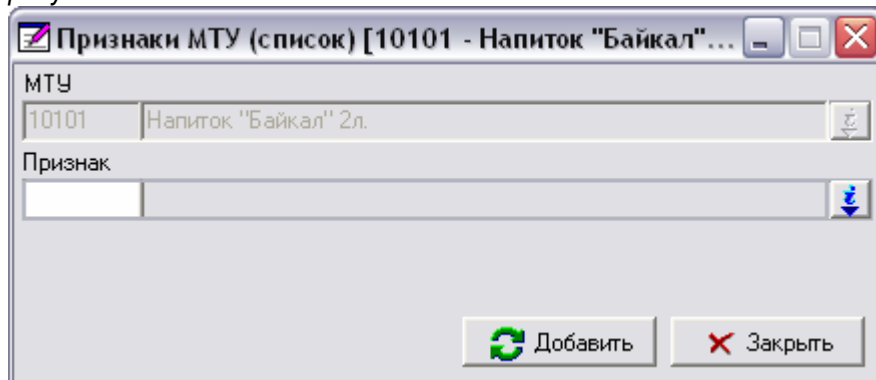 Признаки МТУ (список) [10101 - Напиток "Байкал"...
МТУ
10101 Напиток "Байкал" 2л.
Признак
Добавить Закрыть